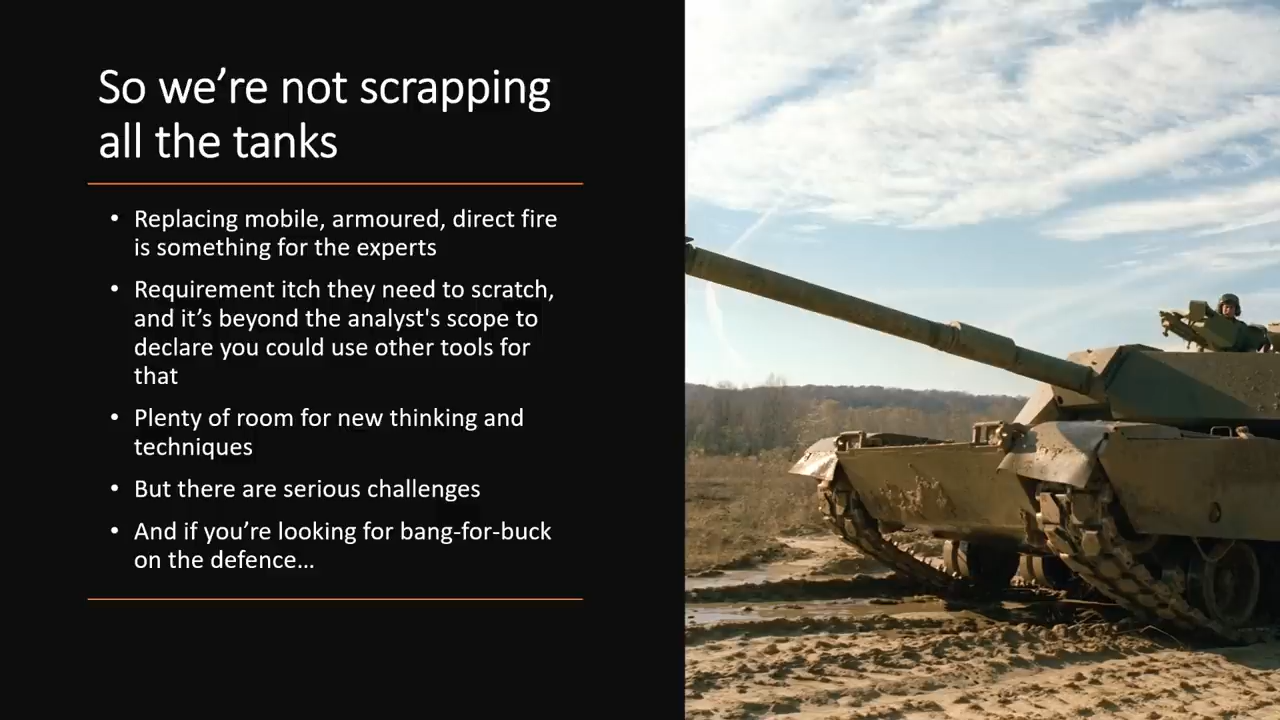 So we’re not scrapping
all the tanks
• Replacing mobile, armoured, direct fire
is something for the experts
• Requirement itch they need to scratch,
and it’s beyond the analyst's scope to
declare you could use other tools for
that
• Plenty of room for new thinking and
techniques
• But there are serious challenges
• And if you’re looking for bang-for-buck
on the defence…